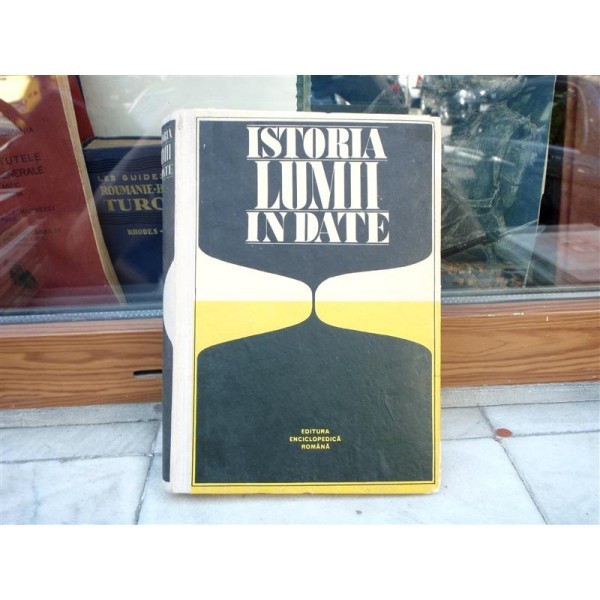 ISTORIA
LUMII
IN DATE
EDITURA
ENCICLOPEDICĂ
ROMÂNĂ
LES GUIDES
ROUMANIE-B
TURQ
RHODES-